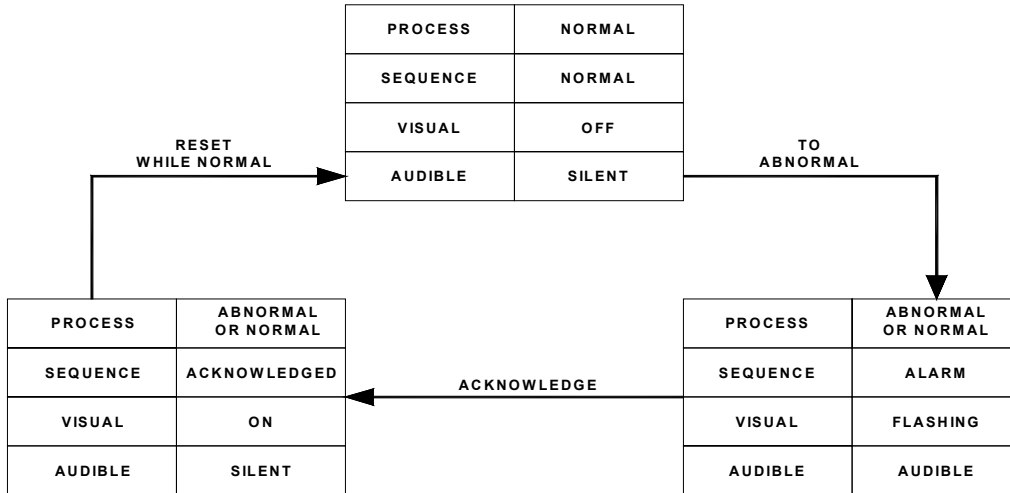 PROCESS NORMAL
SEQUENCE NORMAL
VISUAL OFF
AUDIBLE SILENT
RESET
WHILE NORMAL
TO
ABNORMAL
PROCESS ABNORMAL
OR NORMAL
SEQUENCE ACKNOWLEDGED
VISUAL ON
AUDIBLE SILENT
ACKNOWLEDGE
PROCESS ABNORMAL
OR NORMAL
SEQUENCE ALARM
VISUAL FLASHING
AUDIBLE AUDIBLE